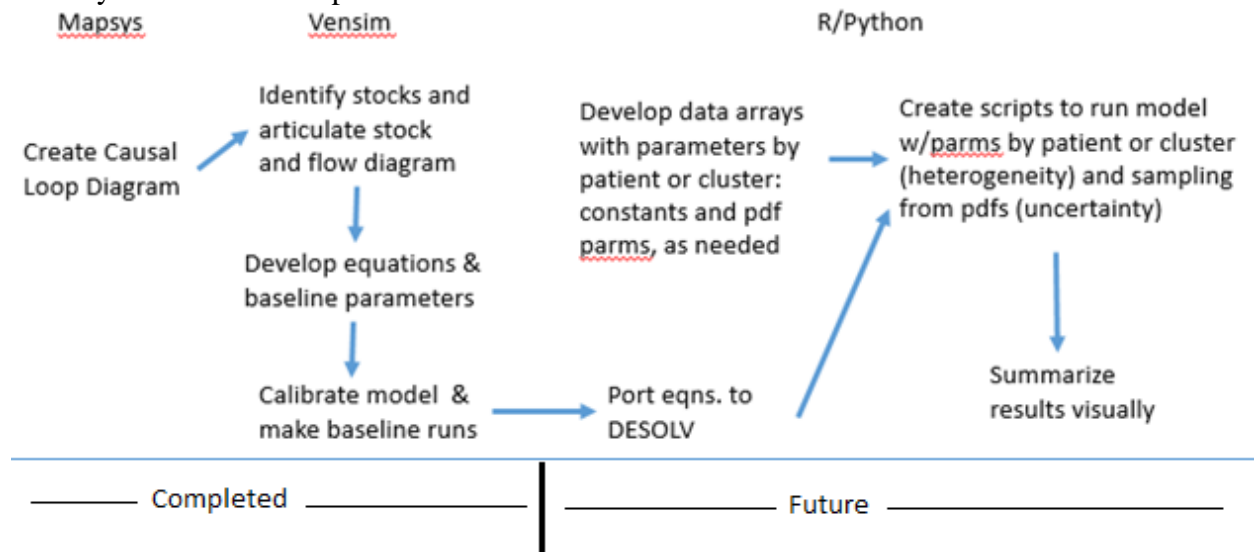 Mapsys
Vensim
R/Python
Create Causal
Loop Diagram
Identify stocks and
articulate stock
and flow diagram
Develop equations &
baseline parameters
Calibrate model &
make baseline runs
Develop data arrays
with parameters by
patient or cluster:
constants and pdf
parms, as needed
Port eqns. to
DESOLV
Create scripts to run model
w/parms by patient or cluster
(heterogeneity) and sampling
from pdfs (uncertainty)
Summarize
results visually
Completed
Future